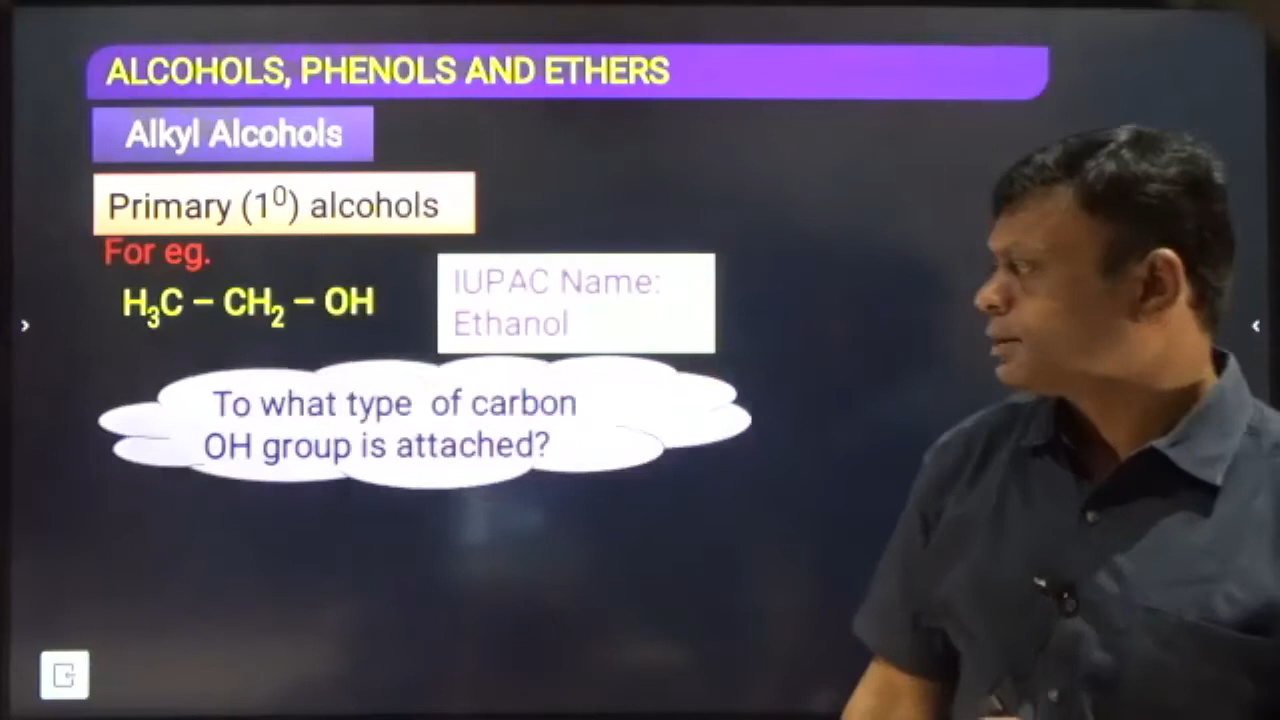 ALCOHOLS, PHENOLS AND ETHERS
Alkyl Alcohols
Primary (1⁰) alcohols
For eg.
H₃C – CH₂ – OH
IUPAC Name:
Ethanol
To what type of carbon
OH group is attached?